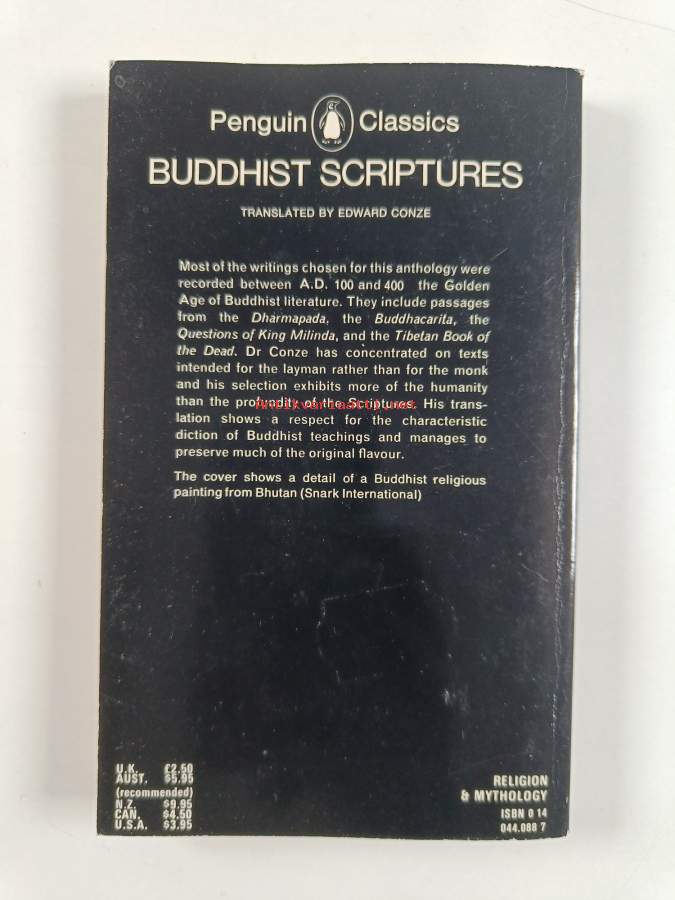 Penguin Classics
BUDDHIST SCRIPTURES
TRANSLATED BY EDWARD CONZE
Most of the writings chosen for this anthology were
recorded between A.D. 100 and 400 the Golden
Age of Buddhist literature. They include passages
from the Dharmapada, the Buddhacarita, the
Questions of King Milinda, and the Tibetan Book of
the Dead. Dr Conze has concentrated on texts
intended for the layman rather than for the monk
and his selection exhibits more of the humanity
than the profundity of the Scriptures. His trans-
lation shows a respect for the characteristic
diction of Buddhist teachings and manages to
preserve much of the original flavour.
The cover shows a detail of a Buddhist religious
painting from Bhutan (Snark International)
U.K. £2.50
AUST. $5.95
(recommended)
N.Z. $9.95
CAN. $4.50
U.S.A. $3.95
RELIGION
& MYTHOLOGY
ISBN 0 14
044.088 7